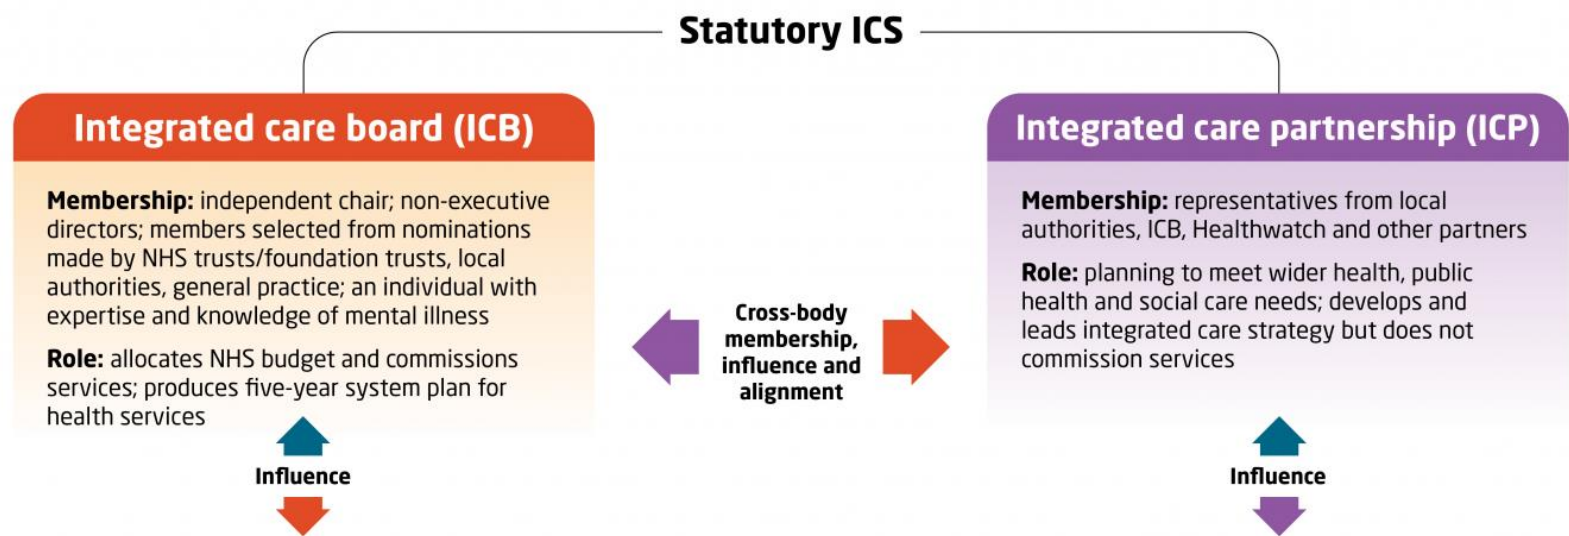 Statutory ICS
Integrated care board (ICB)
Membership: independent chair; non-executive
directors; members selected from nominations
made by NHS trusts/foundation trusts, local
authorities, general practice; an individual with
expertise and knowledge of mental illness
Role: allocates NHS budget and commissions
services; produces five-year system plan for
health services
Influence
Cross-body
membership,
influence and
alignment
Integrated care partnership (ICP)
Membership: representatives from local
authorities, ICB, Healthwatch and other partners
Role: planning to meet wider health, public
health and social care needs; develops and
leads integrated care strategy but does not
commission services
Influence